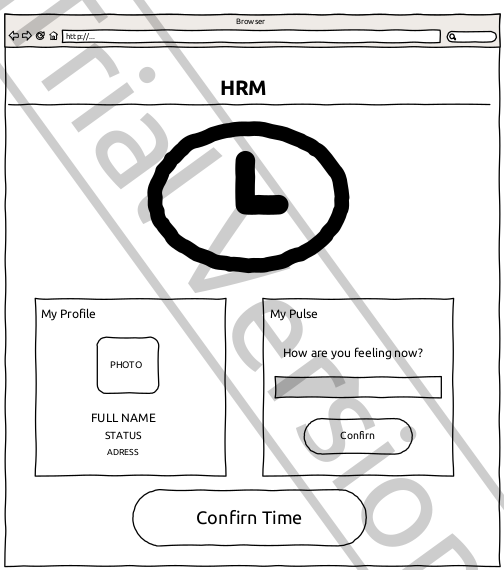 Browser
http://...
HRM
My Profile
PHOTO
FULL NAME
STATUS
ADRESS
My Pulse
How are you feeling now?
Confirn
Confirn Time
Trial Version